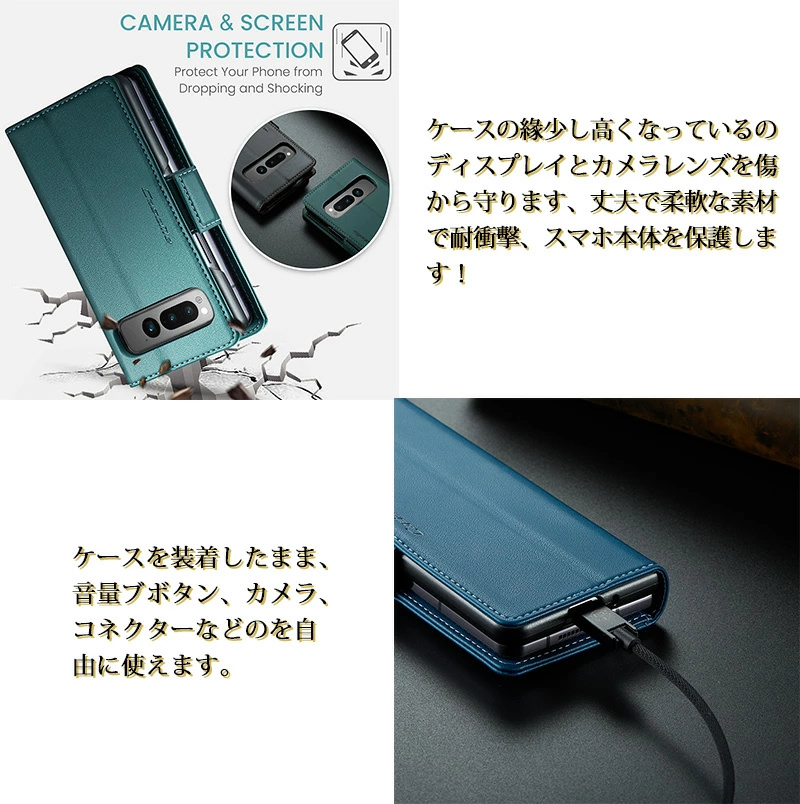 CAMERA & SCREEN
PROTECTION
Protect Your Phone from
Dropping and Shocking
ケースの縁少し高くなっているの
ディスプレイとカメラレンズを傷
から守ります、丈夫で柔軟な素材
で耐衝撃、スマホ本体を保護しま
す！
ケースを装着したまま、
音量ブボタン、カメラ、
コネクターなどのを自
由に使えます。